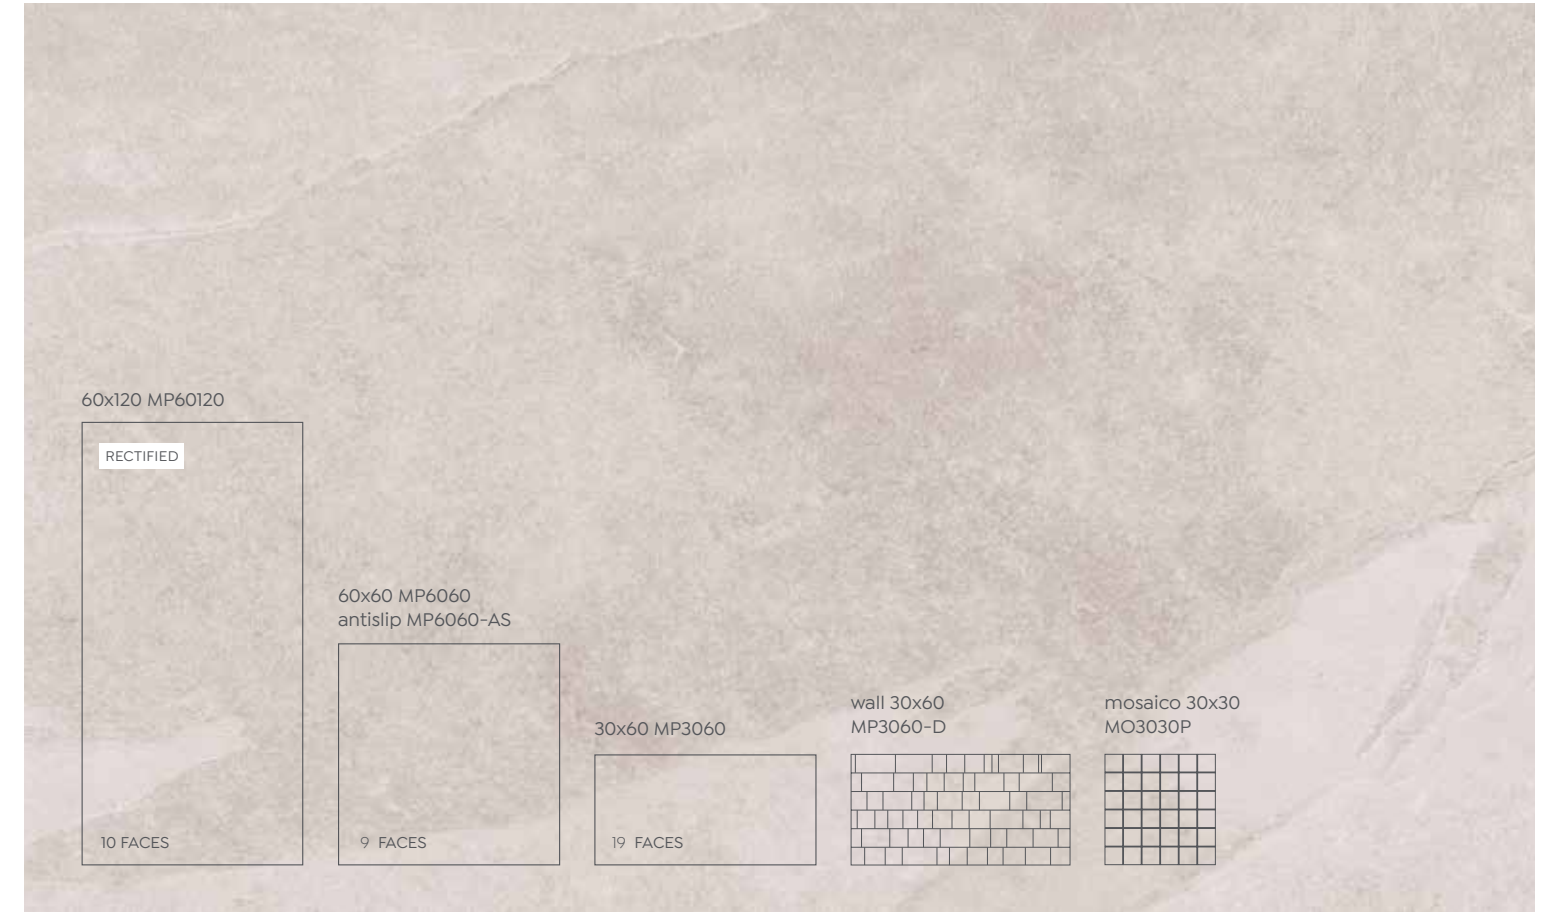 60x120 MP60120
RECTIFIED
10 FACES
60x60 MP6060
antislip MP6060-AS
9 FACES
30x60 MP3060
19 FACES
wall 30x60
MP3060-D
mosaico 30x30
MO3030P